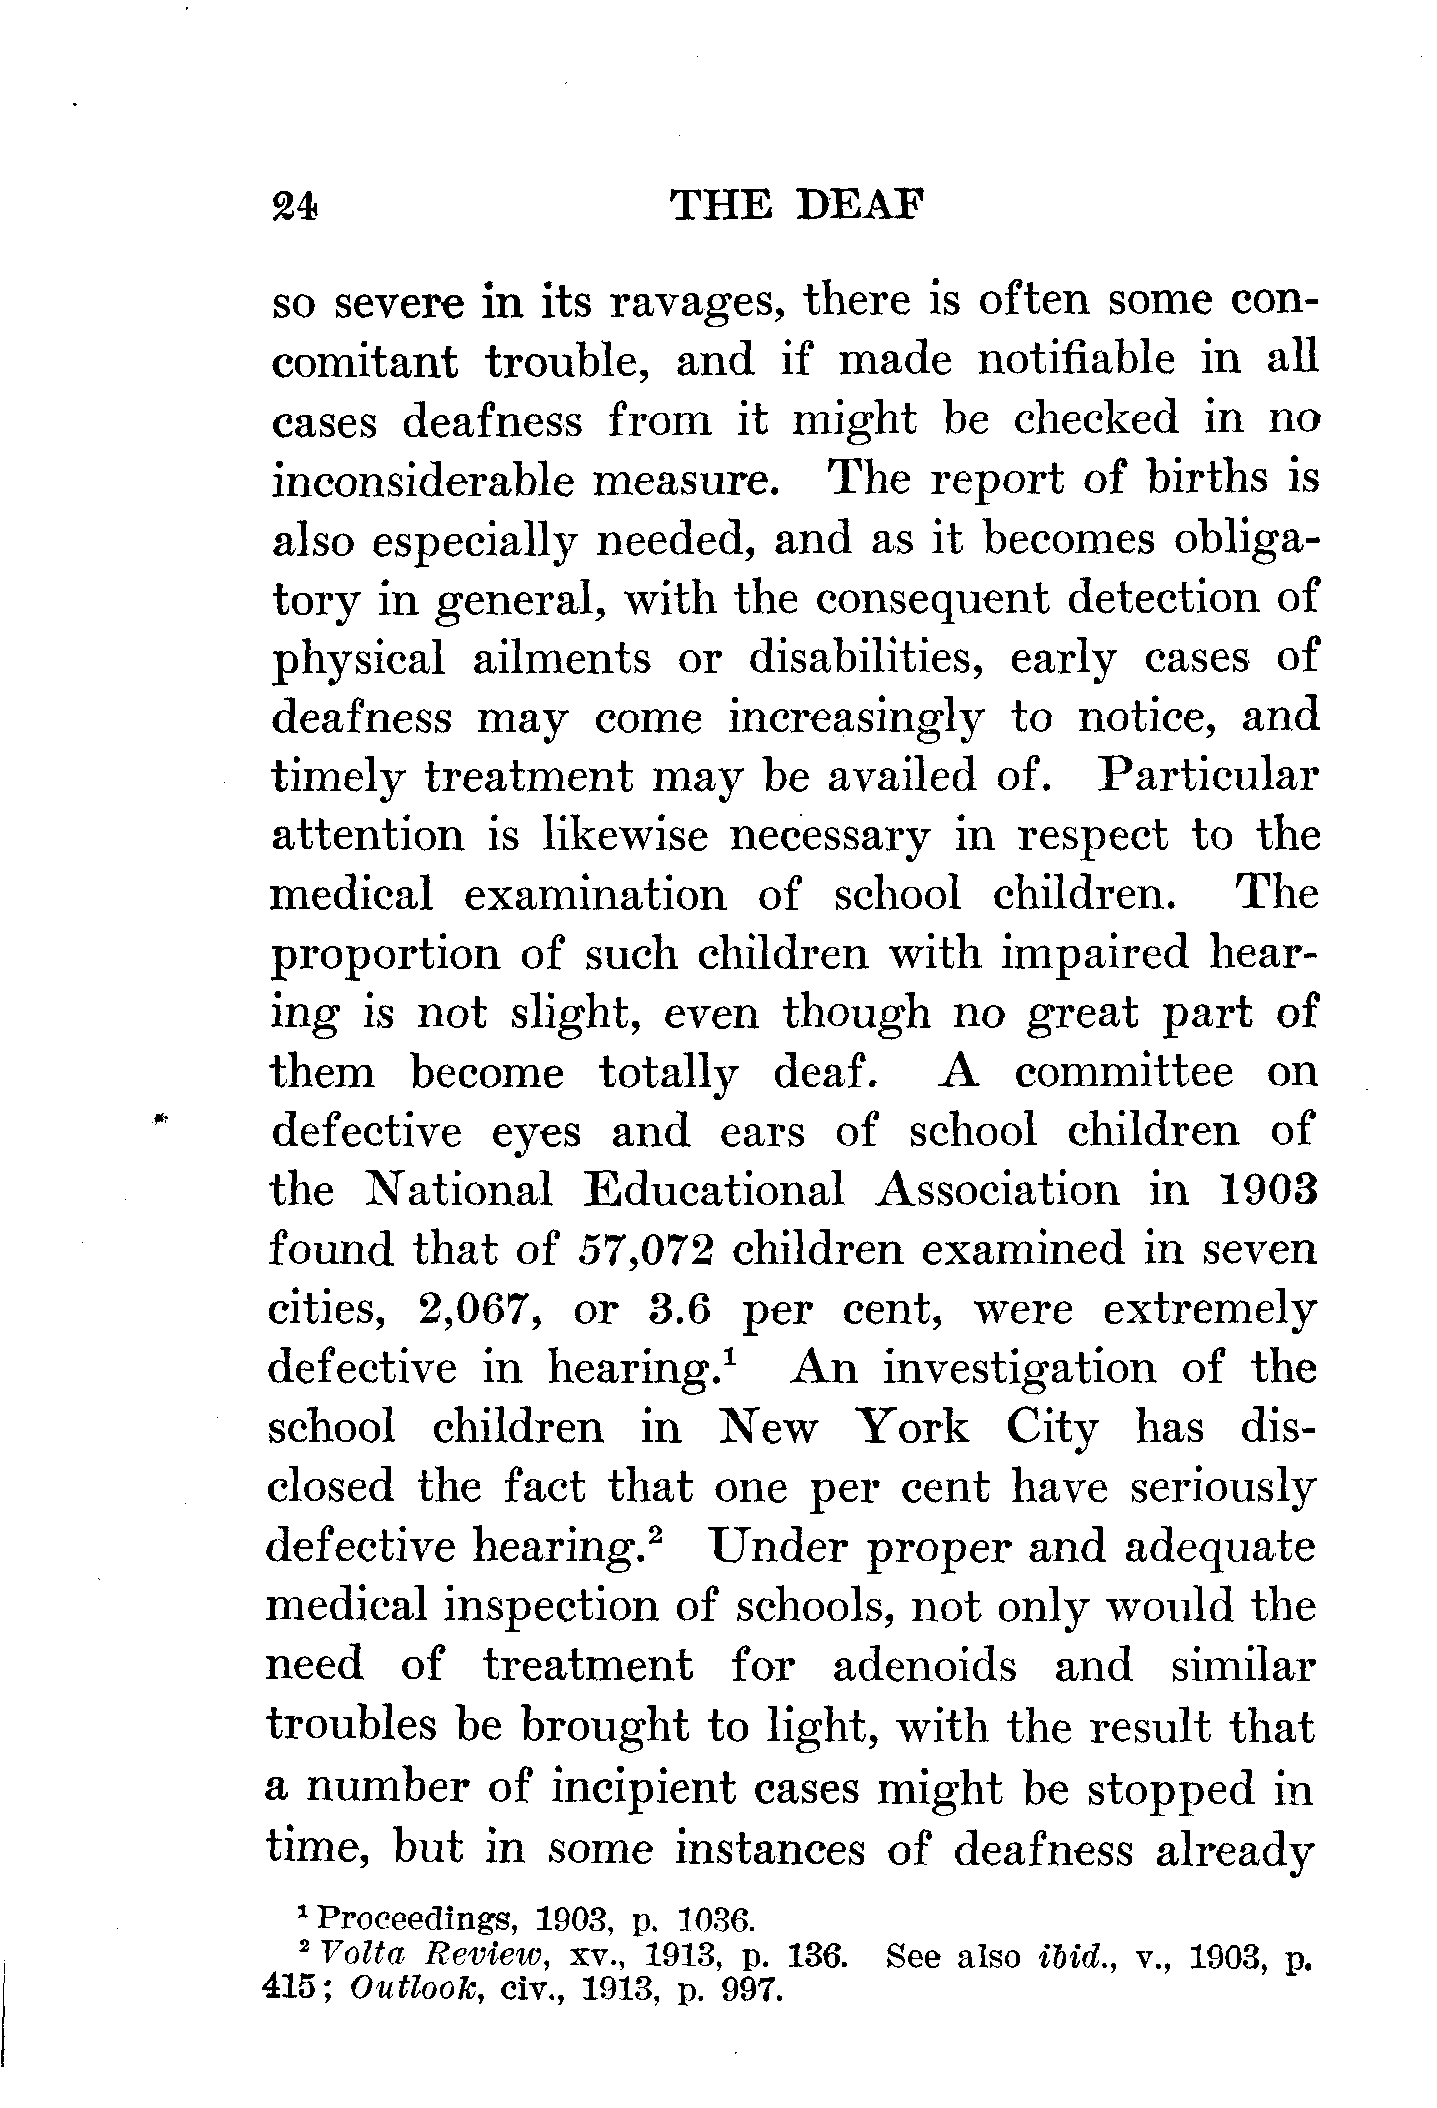 24 THE DEAF
so severe in its ravages, there is often some con-
comitant trouble, and if made notifiable in all
cases deafness from it might be checked in no
inconsiderable measure. The report of births is
also especially needed, and as it becomes obliga-
tory in general, with the consequent detection of
physical ailments or disabilities, early cases of
deafness may come increasingly to notice, and
timely treatment may be availed of. Particular
attention is likewise necessary in respect to the
medical examination of school children. The
proportion of such children with impaired hear-
ing is not slight, even though no great part of
them become totally deaf. A committee on
defective eyes and ears of school children of
the National Educational Association in 1903
found that of 57,072 children examined in seven
cities, 2,067, or 3.6 per cent, were extremely
defective in hearing.¹ An investigation of the
school children in New York City has dis-
closed the fact that one per cent have seriously
defective hearing.² Under proper and adequate
medical inspection of schools, not only would the
need of treatment for adenoids and similar
troubles be brought to light, with the result that
a number of incipient cases might be stopped in
time, but in some instances of deafness already
¹ Proceedings, 1903, p. 1036.
² Volta Review, xv., 1913, p. 136. See also ibid., v., 1903, p.
415; Outlook, civ., 1913, p. 997.